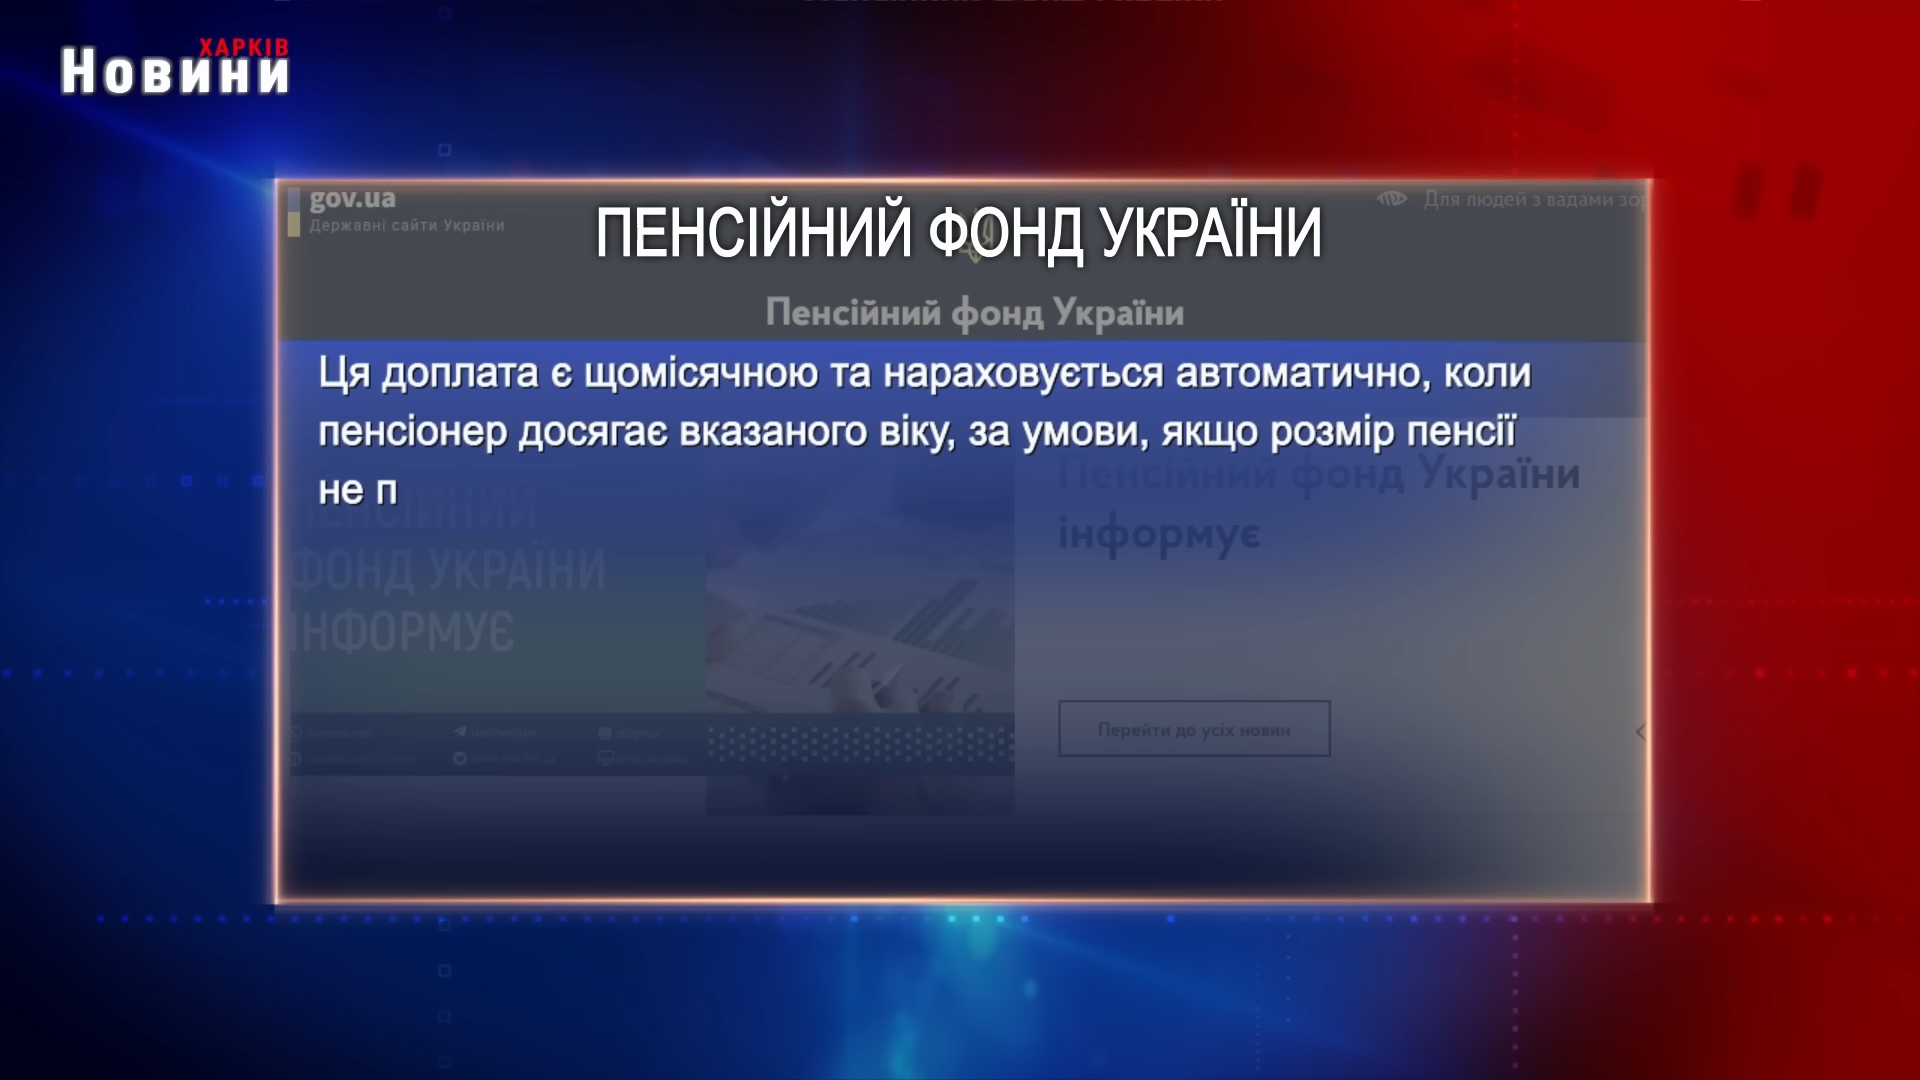 ХАРКІВ
Новини
gov.ua
Державні сайти України
Для людей з вадами зор
ПЕНСІЙНИЙ ФОНД УКРАЇНИ
Пенсійний фонд України
Ця доплата є щомісячною та нараховується автоматично, коли
пенсіонер досягає вказаного віку, за умови, якщо розмір пенсії
не п
Пенсійний фонд України
інформує
ПЕНСІЙНИЙ
ФОНД УКРАЇНИ
ІНФОРМУЄ
Перейти до усіх новин